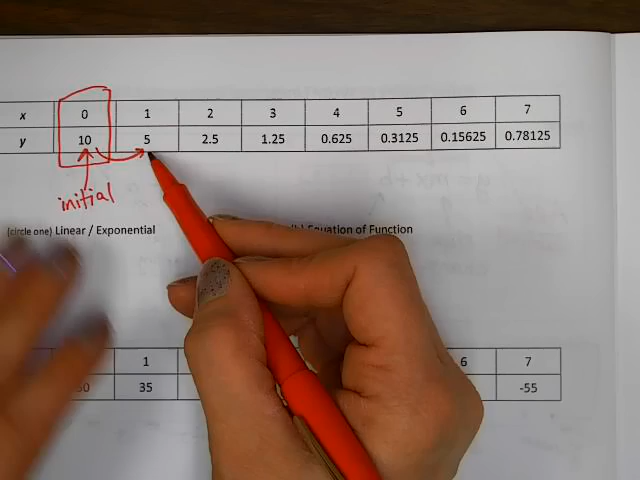 x 0 1 2 3 4 5 6 7
y 10 5 2.5 1.25 0.625 0.3125 0.15625 0.78125
initial
(circle one) Linear / Exponential
Equation of Function
1 6 7
35 -55